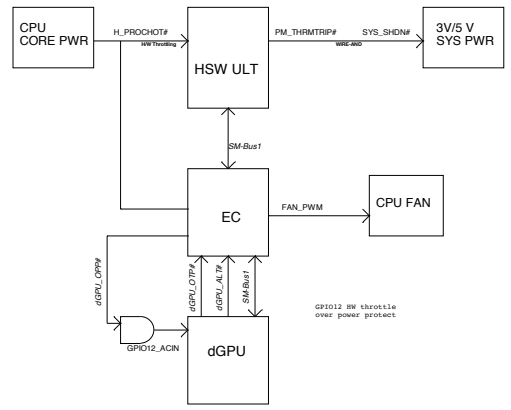 CPU
CORE PWR
H_PROCHOT#
H/W Throttling
HSW ULT
PM_THRMTRIP#
SYS_SHDN#
WIRE-AND
3V/5 V
SYS PWR
SM-Bus1
EC
FAN_PWM
CPU FAN
dGPU_OPP#
dGPU_OTP#
dGPU_ALT#
SM-Bus1
GPIO12_ACIN
dGPU
GPIO12 HW throttle
over power protect